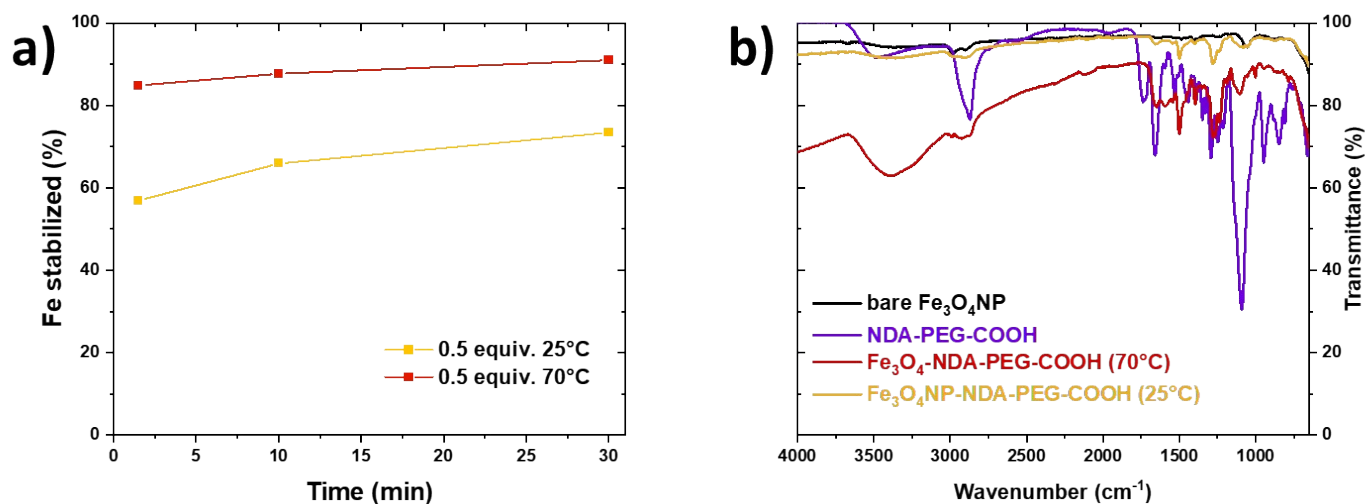 a)
Fe stabilized (%)
100
80
60
40
20
0
0.5 equiv. 25°C
0.5 equiv. 70°C
0 5 10 15 20 25 30
Time (min)
b)
bare Fe₃O₄NP
NDA-PEG-COOH
Fe₃O₄-NDA-PEG-COOH (70°C)
Fe₃O₄NP-NDA-PEG-COOH (25°C)
100
80
60
40
20
0
Transmittance (%)
4000 3500 3000 2500 2000 1500 1000
Wavenumber (cm⁻¹)